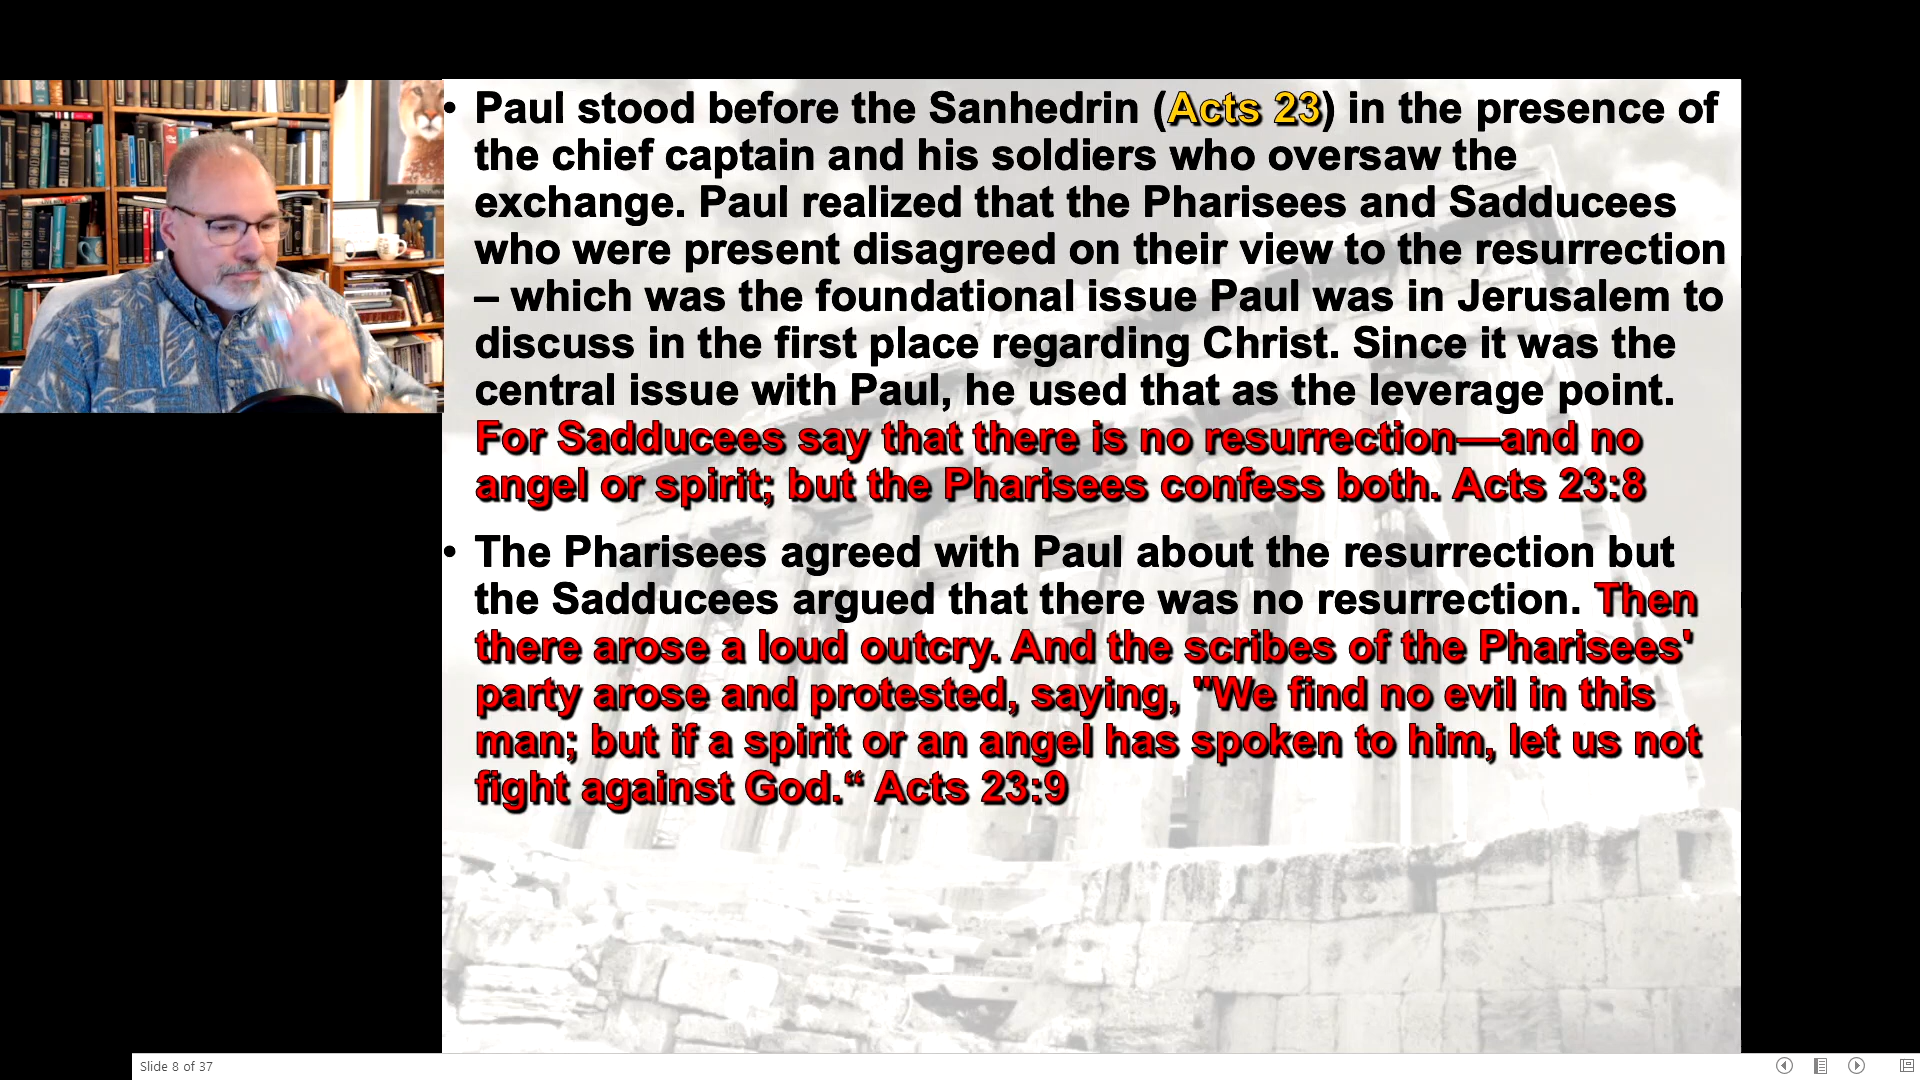 • Paul stood before the Sanhedrin (Acts 23) in the presence of
the chief captain and his soldiers who oversaw the
exchange. Paul realized that the Pharisees and Sadducees
who were present disagreed on their view to the resurrection
– which was the foundational issue Paul was in Jerusalem to
discuss in the first place regarding Christ. Since it was the
central issue with Paul, he used that as the leverage point.
For Sadducees say that there is no resurrection—and no
angel or spirit; but the Pharisees confess both. Acts 23:8
• The Pharisees agreed with Paul about the resurrection but
the Sadducees argued that there was no resurrection. Then
there arose a loud outcry. And the scribes of the Pharisees'
party arose and protested, saying, "We find no evil in this
man; but if a spirit or an angel has spoken to him, let us not
fight against God.“ Acts 23:9
Slide 8 of 37